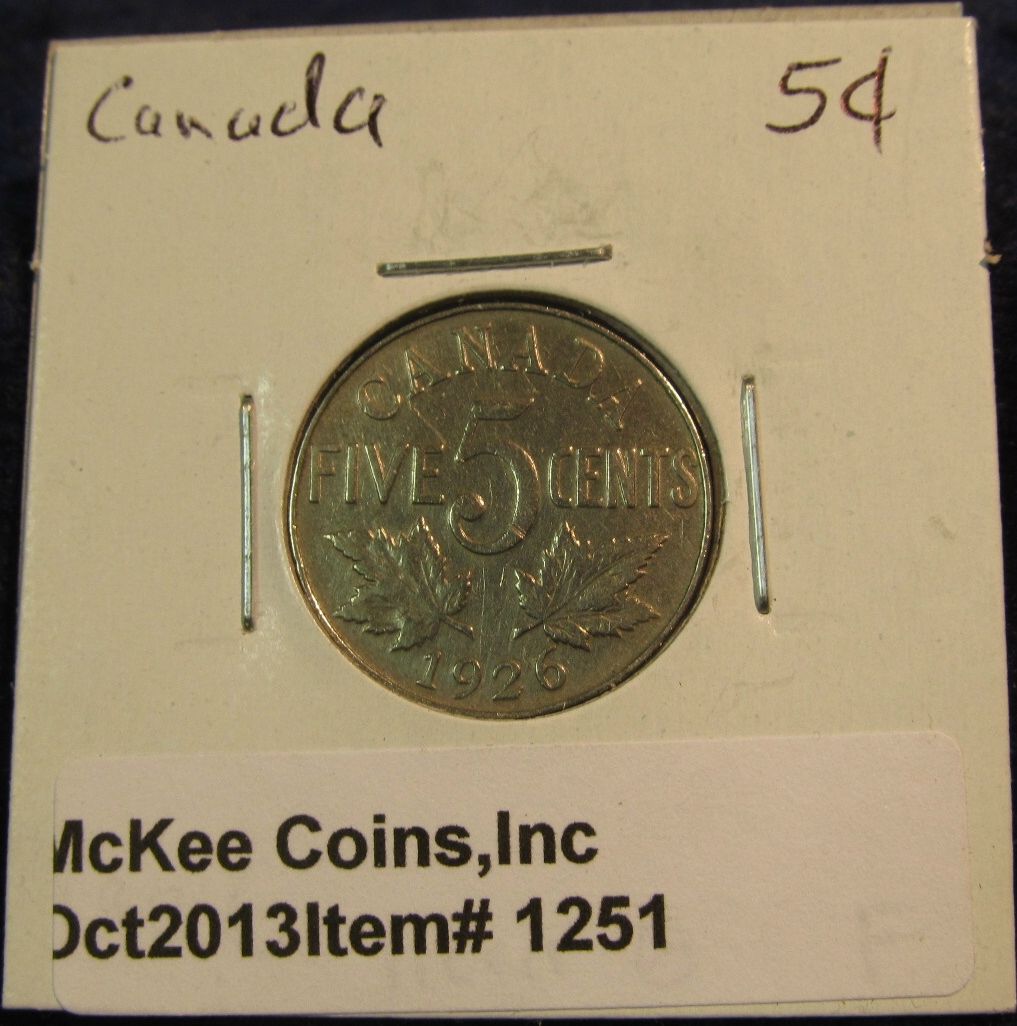 Canada 5¢
CANADA
FIVE 5 CENTS
1926
McKee Coins,Inc
Oct2013Item# 1251